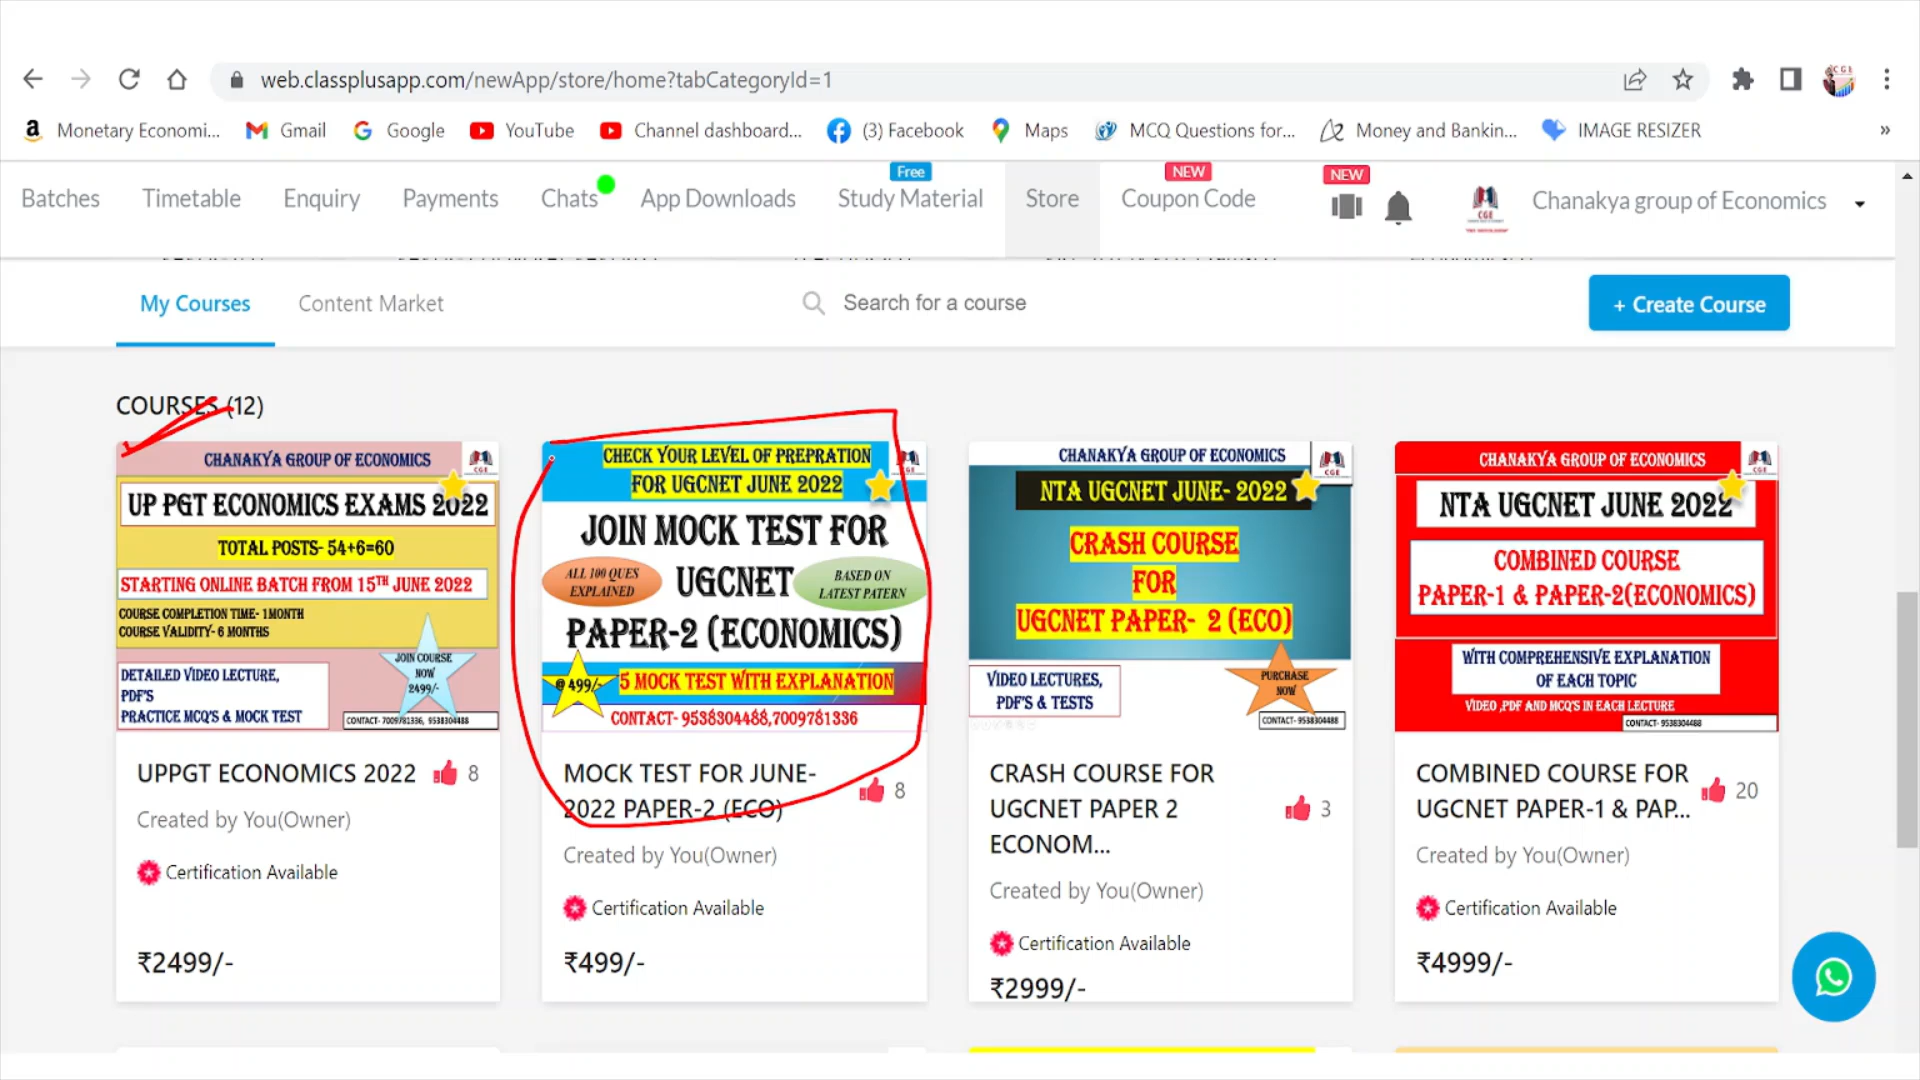 web.classplusapp.com/newApp/store/home?tabCategoryId=1
Monetary Economi...
Gmail
Google
YouTube
Channel dashboard...
(3) Facebook
Maps
MCQ Questions for...
Money and Bankin...
IMAGE RESIZER
»
Batches
Timetable
Enquiry
Payments
Chats
App Downloads
Free
Study Material
Store
NEW
Coupon Code
NEW
CGE
Chanakya group of Economics
My Courses
Content Market
Search for a course
+ Create Course
COURSES (12)
CHANAKYA GROUP OF ECONOMICS
CGE
UP PGT ECONOMICS EXAMS 2022
TOTAL POSTS- 54+6=60
STARTING ONLINE BATCH FROM 15TH JUNE 2022
COURSE COMPLETION TIME- 1MONTH
COURSE VALIDITY- 6 MONTHS
JOIN COURSE
NOW
2499/-
DETAILED VIDEO LECTURE,
PDF'S
PRACTICE MCQ'S & MOCK TEST
CONTACT- 7009781336, 9538304488
UPPGT ECONOMICS 2022
8
Created by You(Owner)
Certification Available
₹2499/-
CHECK YOUR LEVEL OF PREPRATION
FOR UGCNET JUNE 2022
JOIN MOCK TEST FOR
ALL 100 QUES
EXPLAINED
UGCNET
BASED ON
LATEST PATERN
PAPER-2 (ECONOMICS)
@ 499/-
5 MOCK TEST WITH EXPLANATION
CONTACT- 9538304488,7009781336
MOCK TEST FOR JUNE-
2022 PAPER-2 (ECO)
8
Created by You(Owner)
Certification Available
₹499/-
CHANAKYA GROUP OF ECONOMICS
CGE
NTA UGCNET JUNE- 2022
CRASH COURSE
FOR
UGCNET PAPER- 2 (ECO)
VIDEO LECTURES,
PDF'S & TESTS
PURCHASE
NOW
CONTACT- 9538304488
CRASH COURSE FOR
UGCNET PAPER 2
ECONOM...
3
Created by You(Owner)
Certification Available
₹2999/-
CHANAKYA GROUP OF ECONOMICS
CGE
NTA UGCNET JUNE 2022
COMBINED COURSE
PAPER-1 & PAPER-2(ECONOMICS)
WITH COMPREHENSIVE EXPLANATION
OF EACH TOPIC
VIDEO ,PDF AND MCQ'S IN EACH LECTURE
CONTACT- 9538304488
COMBINED COURSE FOR
UGCNET PAPER-1 & PAP...
20
Created by You(Owner)
Certification Available
₹4999/-